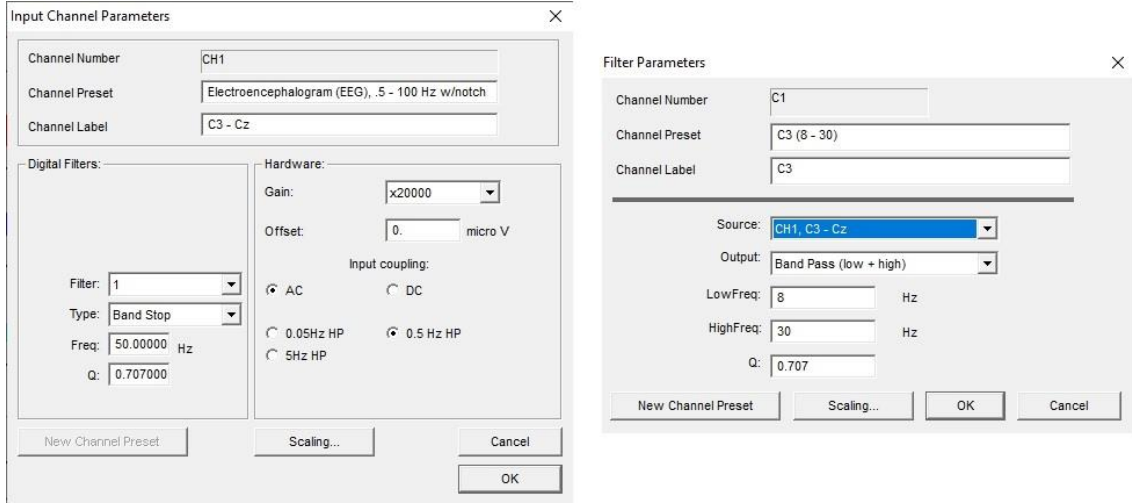 Input Channel Parameters
Channel Number CH1
Channel Preset Electroencephalogram (EEG), .5 - 100 Hz w/notch
Channel Label C3 - Cz
Digital Filters:
Filter: 1
Type: Band Stop
Freq: 50.00000 Hz
Q: 0.707000
Hardware:
Gain: x20000
Offset: 0. micro V
Input coupling:
AC DC
0.05Hz HP 0.5 Hz HP
5Hz HP
New Channel Preset Scaling... Cancel
OK
Filter Parameters
Channel Number C1
Channel Preset C3 (8 - 30)
Channel Label C3
Source: CH1, C3 - Cz
Output: Band Pass (low + high)
LowFreq: 8 Hz
HighFreq: 30 Hz
Q: 0.707
New Channel Preset Scaling... OK Cancel